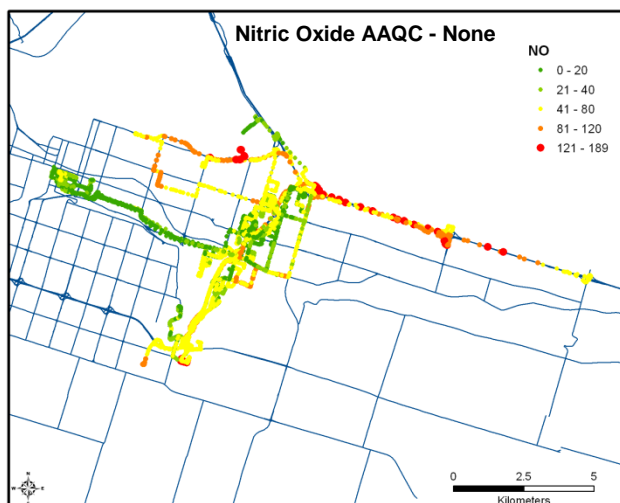 Nitric Oxide AAQC - None
NO
0 - 20
21 - 40
41 - 80
81 - 120
121 - 189
N
W E
S
0 2.5 5
Kilometers